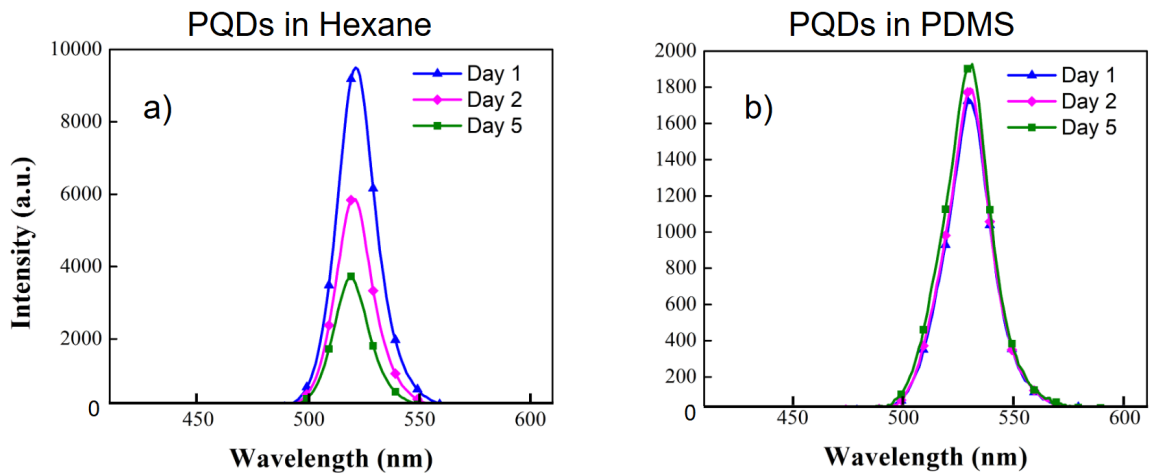 PQDs in Hexane
10000
8000
6000
4000
2000
0
Intensity (a.u.)
a)
Day 1
Day 2
Day 5
450
500
550
600
Wavelength (nm)
PQDs in PDMS
2000
1800
1600
1400
1200
1000
800
600
400
200
0
b)
Day 1
Day 2
Day 5
450
500
550
600
Wavelength (nm)